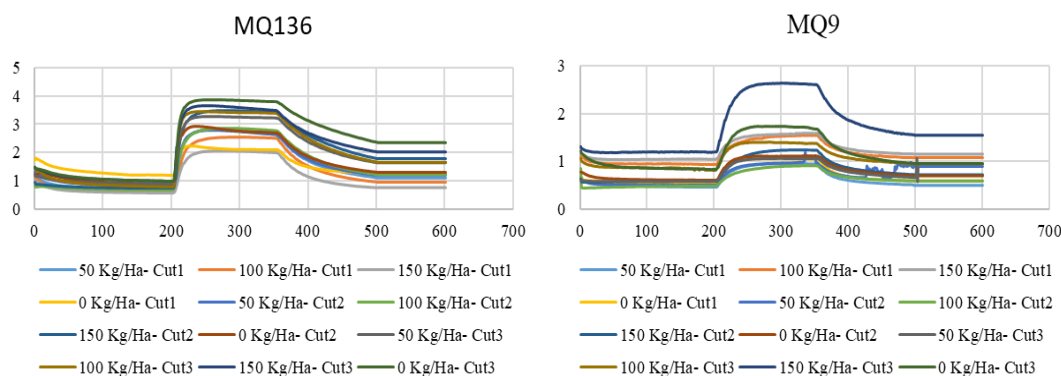 MQ136
5
4
3
2
1
0
0 100 200 300 400 500 600 700
50 Kg/Ha- Cut1 100 Kg/Ha- Cut1 150 Kg/Ha- Cut1
0 Kg/Ha- Cut1 50 Kg/Ha- Cut2 100 Kg/Ha- Cut2
150 Kg/Ha- Cut2 0 Kg/Ha- Cut2 50 Kg/Ha- Cut3
100 Kg/Ha- Cut3 150 Kg/Ha- Cut3 0 Kg/Ha- Cut3
MQ9
3
2
1
0
0 100 200 300 400 500 600 700
50 Kg/Ha- Cut1 100 Kg/Ha- Cut1 150 Kg/Ha- Cut1
0 Kg/Ha- Cut1 50 Kg/Ha- Cut2 100 Kg/Ha- Cut2
150 Kg/Ha- Cut2 0 Kg/Ha- Cut2 50 Kg/Ha- Cut3
100 Kg/Ha- Cut3 150 Kg/Ha- Cut3 0 Kg/Ha- Cut3